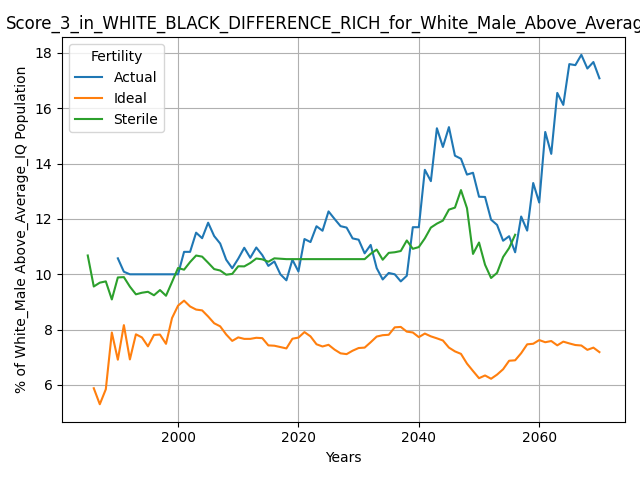 Score_3_in_WHITE_BLACK_DIFFERENCE_RICH_for_White_Male_Above_Averag
Fertility
Actual
Ideal
Sterile
% of White_Male Above_Average_IQ Population
18
16
14
12
10
8
6
2000 2020 2040 2060
Years